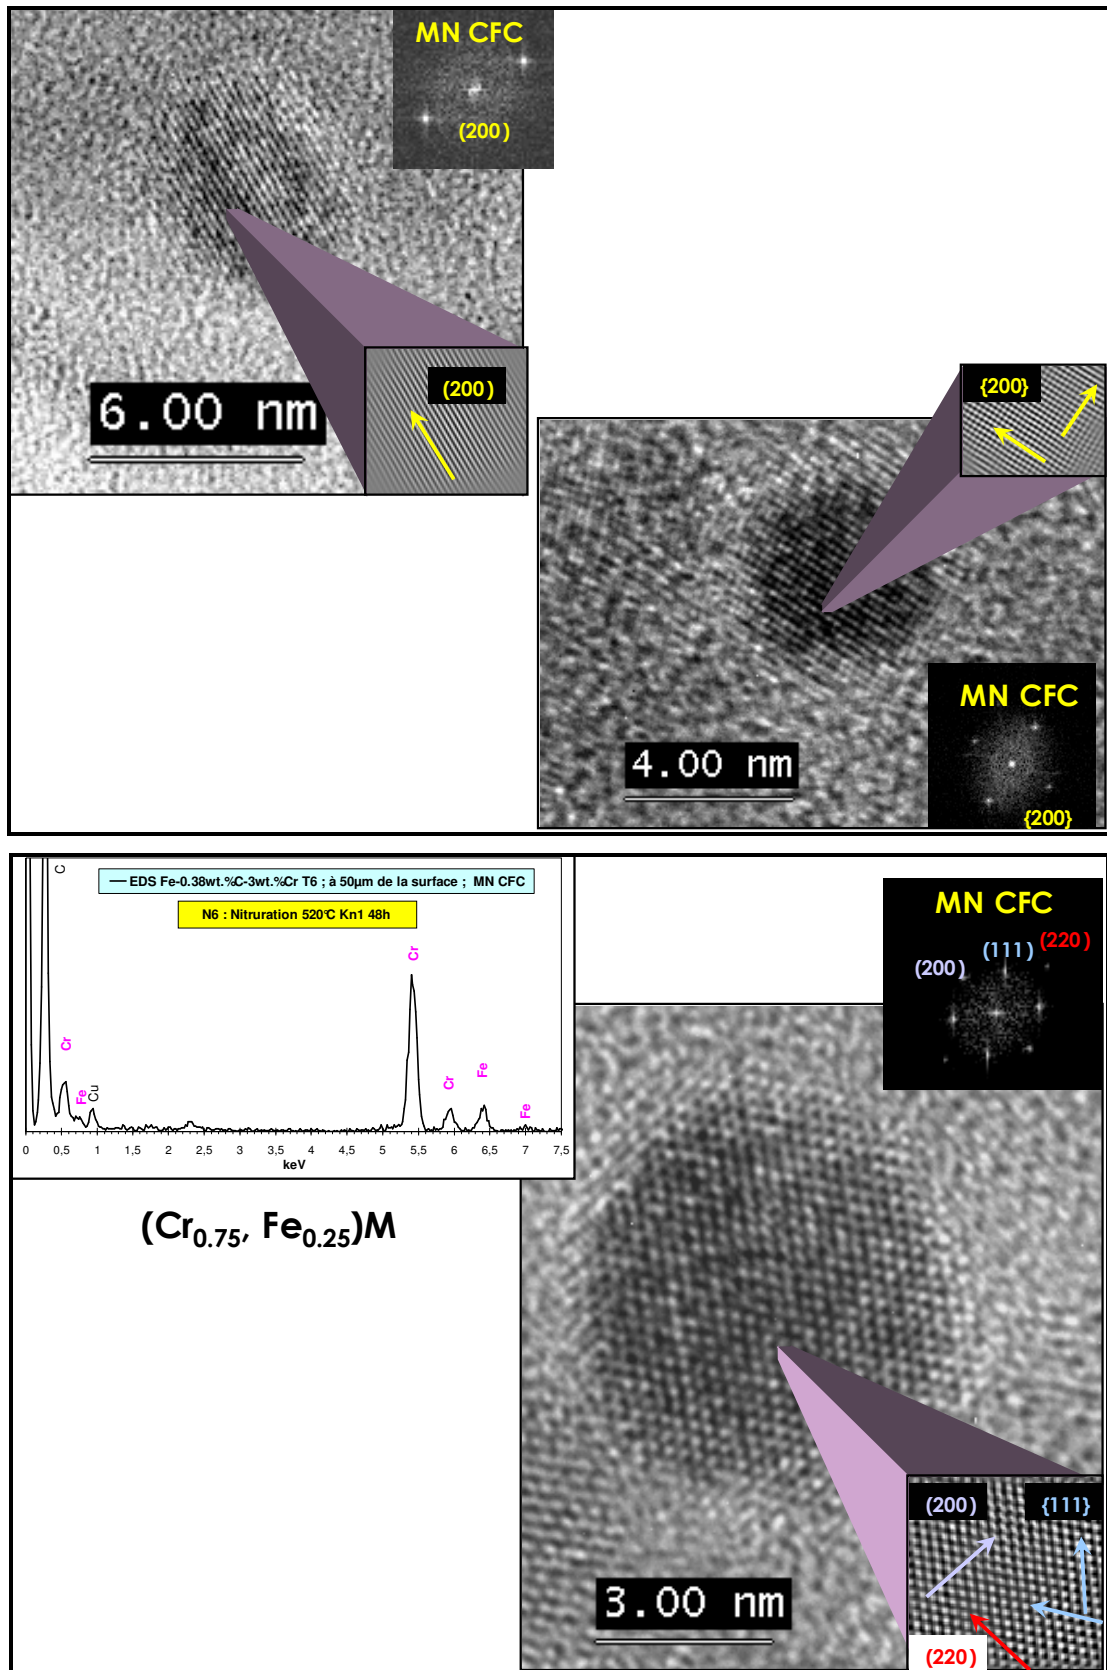 MN CFC
(200)
(200)
6.00 nm
{200}
4.00 nm
MN CFC
{200}
C
EDS Fe-0.38wt.%C-3wt.%Cr T6 ; à 50µm de la surface ; MN CFC
N6 : Nitruration 520°C Kn1 48h
Cr
Cr
Fe
Cu
Cr
Fe
Fe
0 0,5 1 1,5 2 2,5 3 3,5 4 4,5 5 5,5 6 6,5 7 7,5
keV
MN CFC
(200) (111) (220)
(Cr0.75, Fe0.25)M
(200) {111}
3.00 nm
(220)